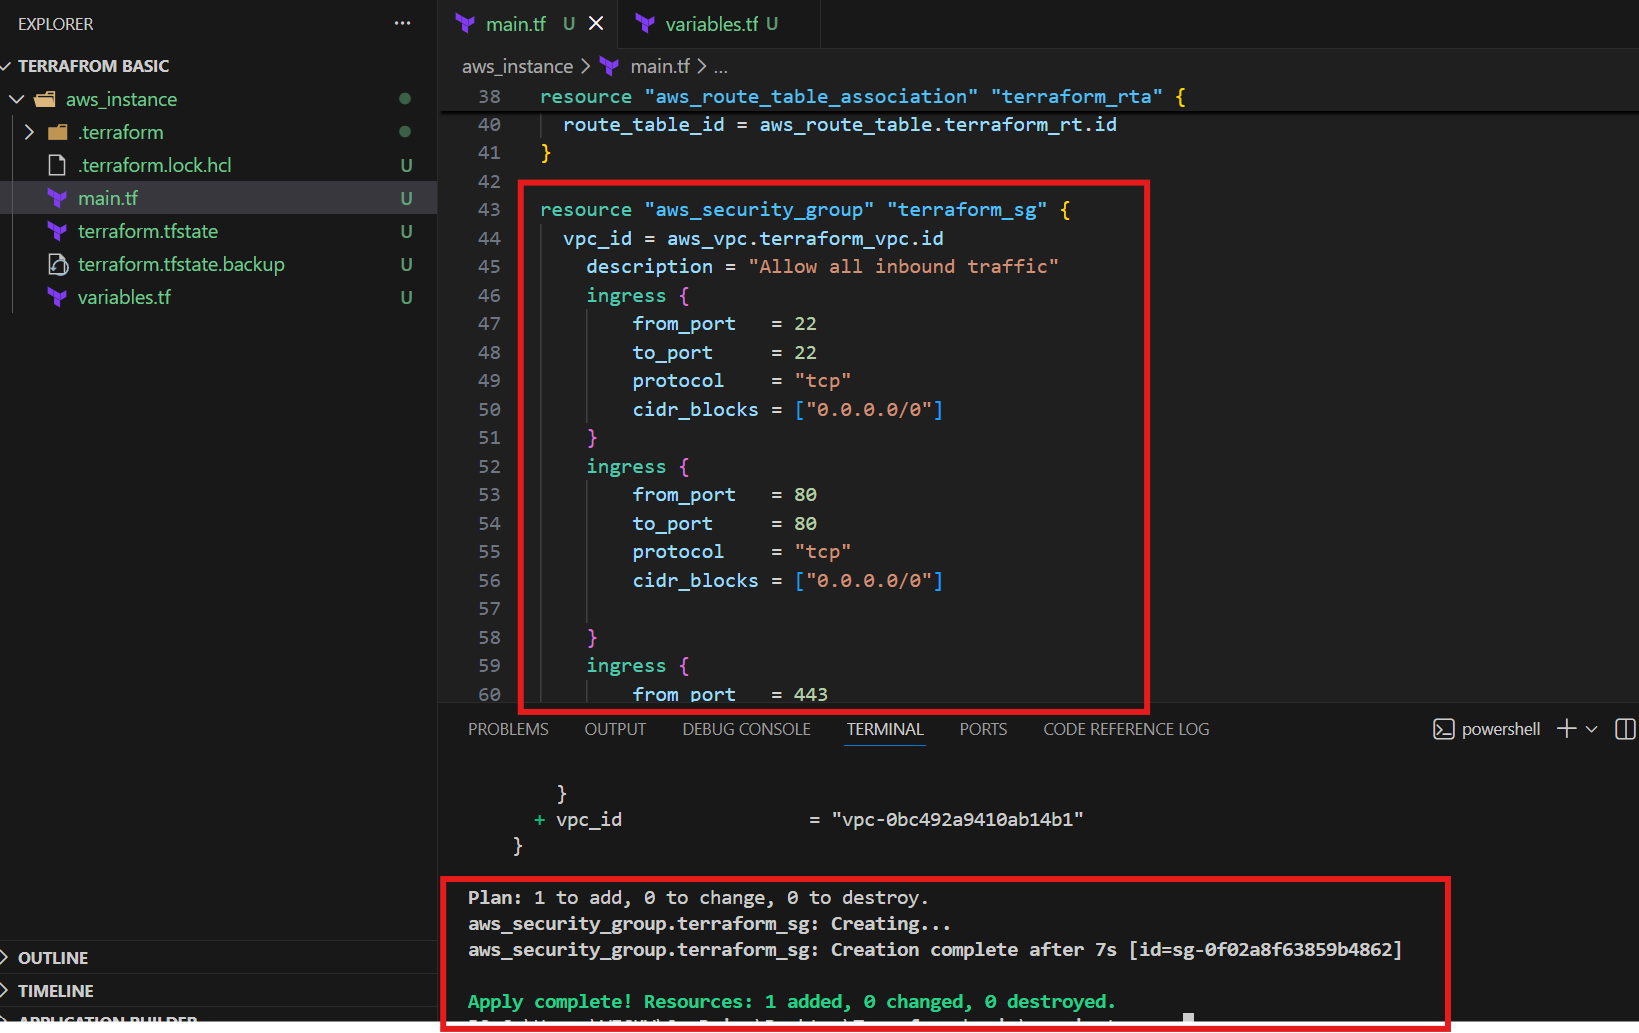 EXPLORER
TERRAFROM BASIC
aws_instance
.terraform
.terraform.lock.hcl U
main.tf U
terraform.tfstate U
terraform.tfstate.backup U
variables.tf U
OUTLINE
TIMELINE
APPLICATION BUILDER
main.tf U
variables.tf U
aws_instance > main.tf > ...
38 resource "aws_route_table_association" "terraform_rta" {
40 route_table_id = aws_route_table.terraform_rt.id
41 }
42
43 resource "aws_security_group" "terraform_sg" {
44 vpc_id = aws_vpc.terraform_vpc.id
45 description = "Allow all inbound traffic"
46 ingress {
47 from_port = 22
48 to_port = 22
49 protocol = "tcp"
50 cidr_blocks = ["0.0.0.0/0"]
51 }
52 ingress {
53 from_port = 80
54 to_port = 80
55 protocol = "tcp"
56 cidr_blocks = ["0.0.0.0/0"]
57
58 }
59 ingress {
60 from_port = 443
PROBLEMS OUTPUT DEBUG CONSOLE TERMINAL PORTS CODE REFERENCE LOG
powershell
}
+ vpc_id = "vpc-0bc492a9410ab14b1"
}
Plan: 1 to add, 0 to change, 0 to destroy.
aws_security_group.terraform_sg: Creating...
aws_security_group.terraform_sg: Creation complete after 7s [id=sg-0f02a8f63859b4862]
Apply complete! Resources: 1 added, 0 changed, 0 destroyed.